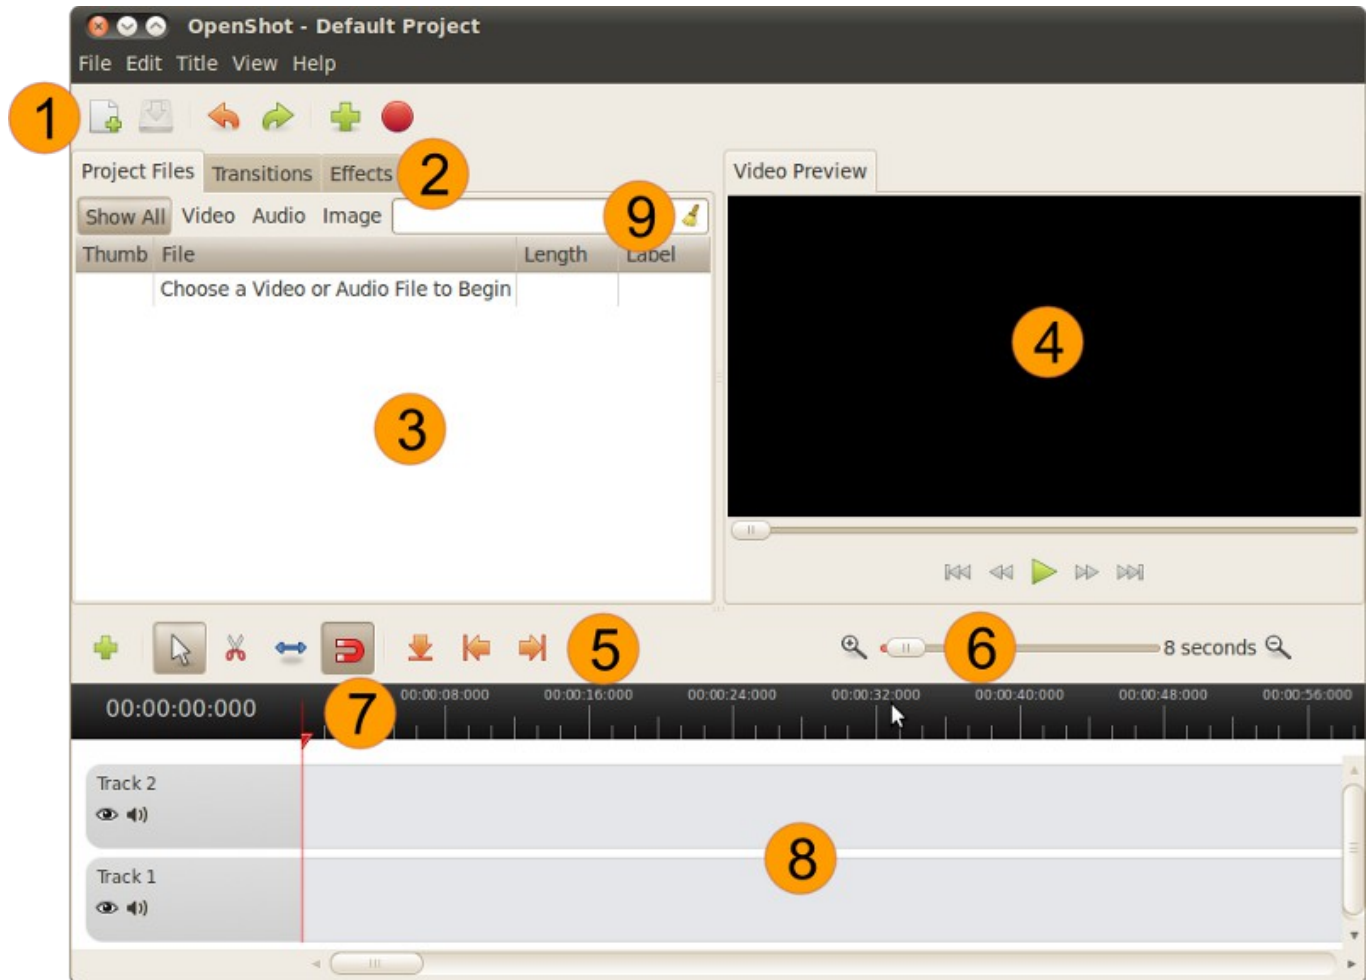 OpenShot - Default Project
File Edit Title View Help
1
Project Files Transitions Effects 2 Video Preview
Show All Video Audio Image 9
Thumb File Length Label
Choose a Video or Audio File to Begin
4
3
5 6 8 seconds
00:00:00:000 7 00:00:08:000 00:00:16:000 00:00:24:000 00:00:32:000 00:00:40:000 00:00:48:000 00:00:56:000
Track 2
8
Track 1